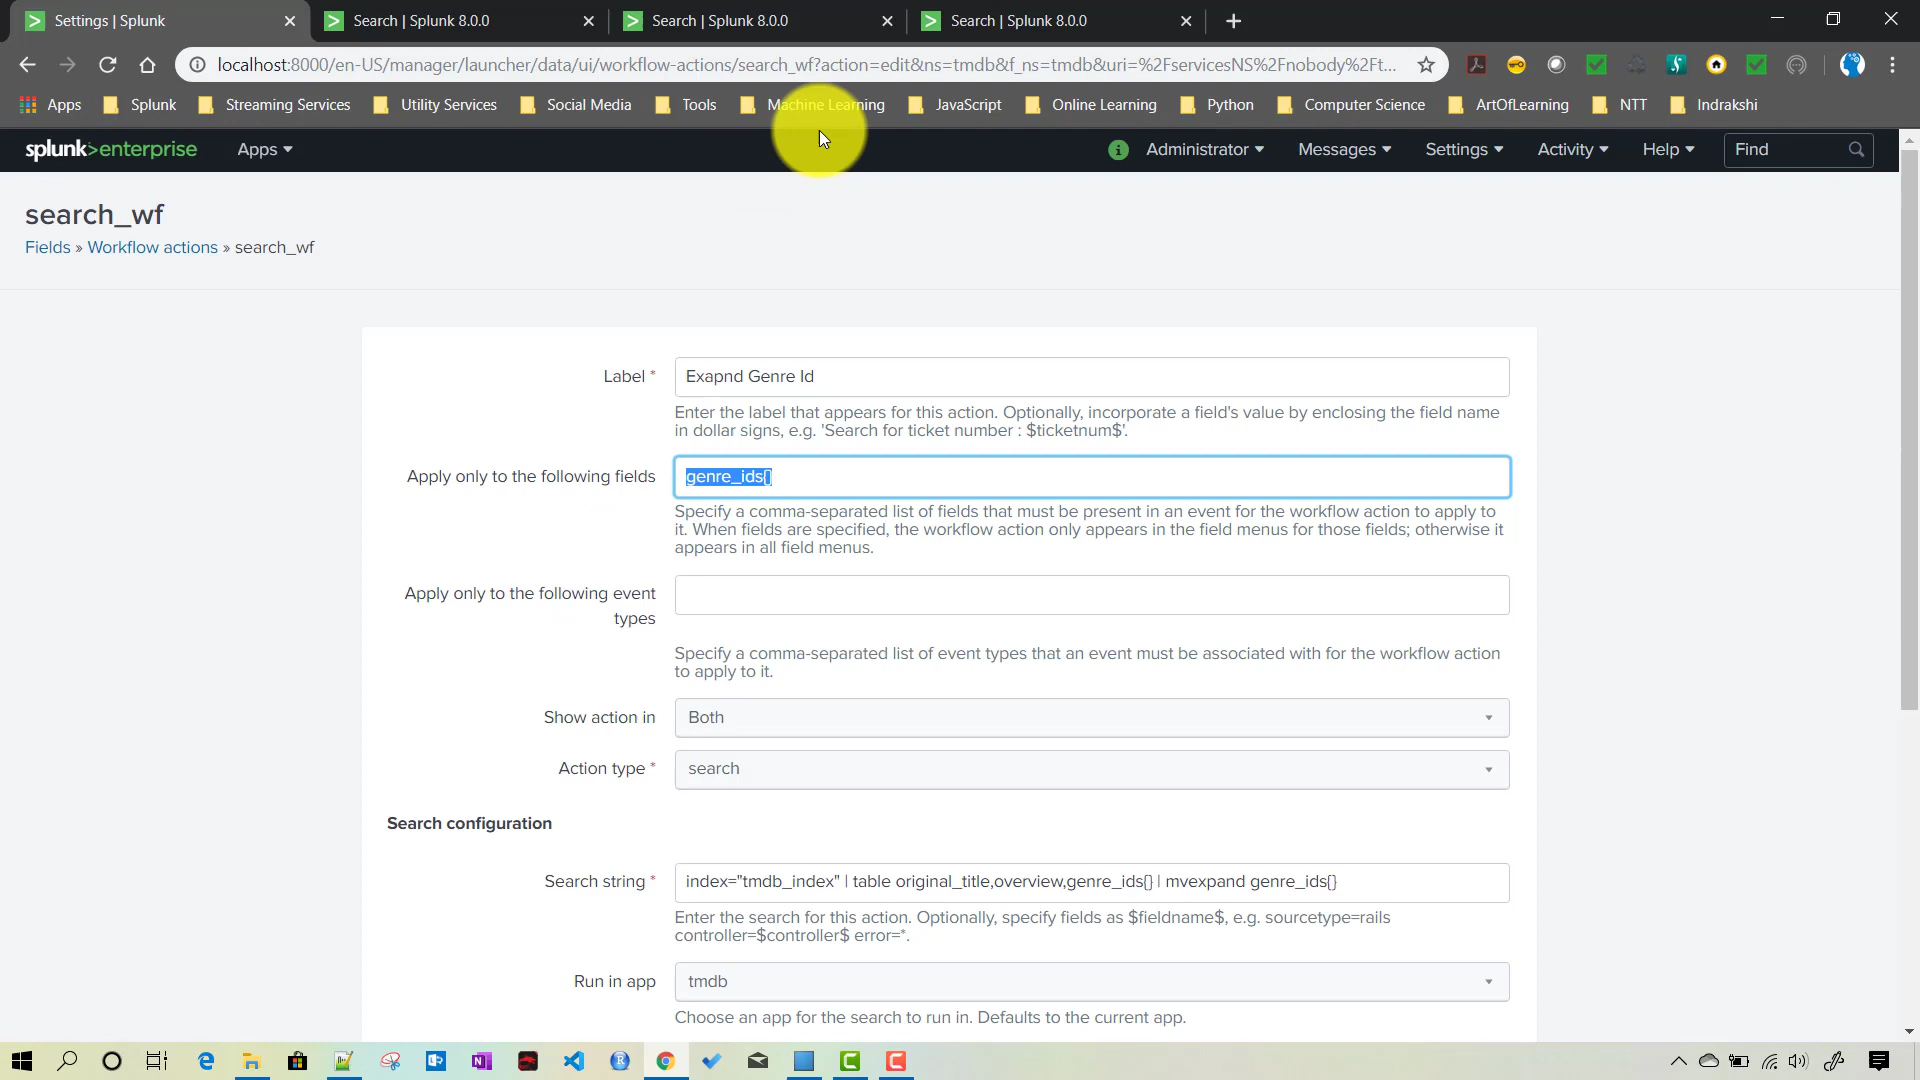 Settings | Splunk
Search | Splunk 8.0.0
Search | Splunk 8.0.0
Search | Splunk 8.0.0
localhost:8000/en-US/manager/launcher/data/ui/workflow-actions/search_wf?action=edit&ns=tmdb&f_ns=tmdb&uri=%2FservicesNS%2Fnobody%2Ft...
Apps Splunk Streaming Services Utility Services Social Media Tools Machine Learning JavaScript Online Learning Python Computer Science ArtOfLearning NTT Indrakshi
splunk>enterprise Apps Administrator Messages Settings Activity Help Find
search_wf
Fields » Workflow actions » search_wf
Label *
Exapnd Genre Id
Enter the label that appears for this action. Optionally, incorporate a field's value by enclosing the field name
in dollar signs, e.g. 'Search for ticket number : $ticketnum$'.
Apply only to the following fields
genre_ids{}
Specify a comma-separated list of fields that must be present in an event for the workflow action to apply to
it. When fields are specified, the workflow action only appears in the field menus for those fields; otherwise it
appears in all field menus.
Apply only to the following event
types
Specify a comma-separated list of event types that an event must be associated with for the workflow action
to apply to it.
Show action in
Both
Action type *
search
Search configuration
Search string *
index="tmdb_index" | table original_title,overview,genre_ids{} | mvexpand genre_ids{}
Enter the search for this action. Optionally, specify fields as $fieldname$, e.g. sourcetype=rails
controller=$controller$ error=*.
Run in app
tmdb
Choose an app for the search to run in. Defaults to the current app.